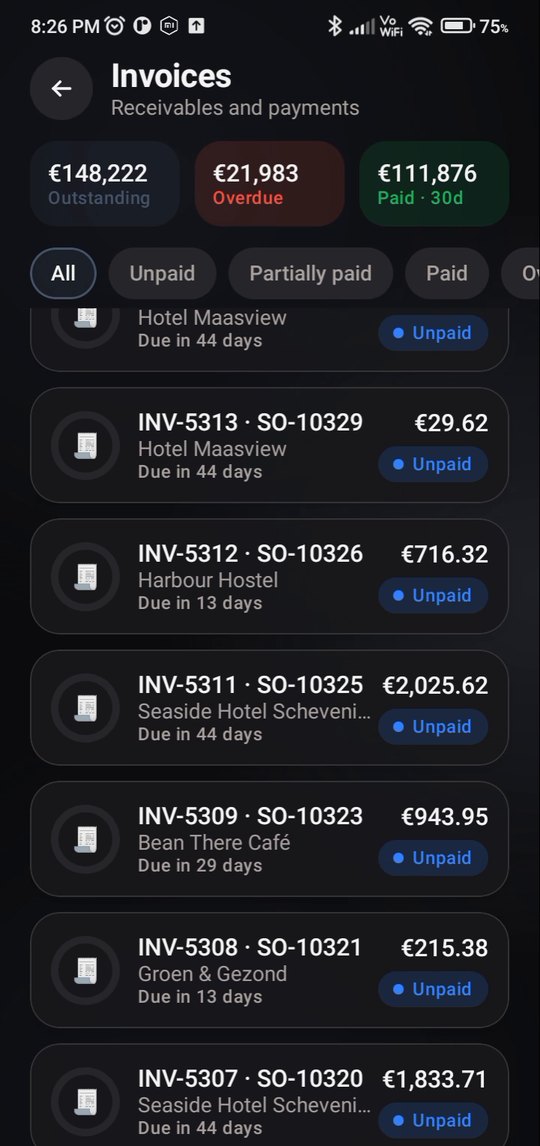 8:26 PM Vo WiFi 75%
Invoices
Receivables and payments
€148,222
Outstanding
€21,983
Overdue
€111,876
Paid · 30d
All
Unpaid
Partially paid
Paid
Hotel Maasview
Due in 44 days
Unpaid
INV-5313 · SO-10329
€29.62
Hotel Maasview
Due in 44 days
Unpaid
INV-5312 · SO-10326
€716.32
Harbour Hostel
Due in 13 days
Unpaid
INV-5311 · SO-10325
€2,025.62
Seaside Hotel Scheveni...
Due in 44 days
Unpaid
INV-5309 · SO-10323
€943.95
Bean There Café
Due in 29 days
Unpaid
INV-5308 · SO-10321
€215.38
Groen & Gezond
Due in 13 days
Unpaid
INV-5307 · SO-10320
€1,833.71
Seaside Hotel Scheveni...
Due in 44 days
Unpaid